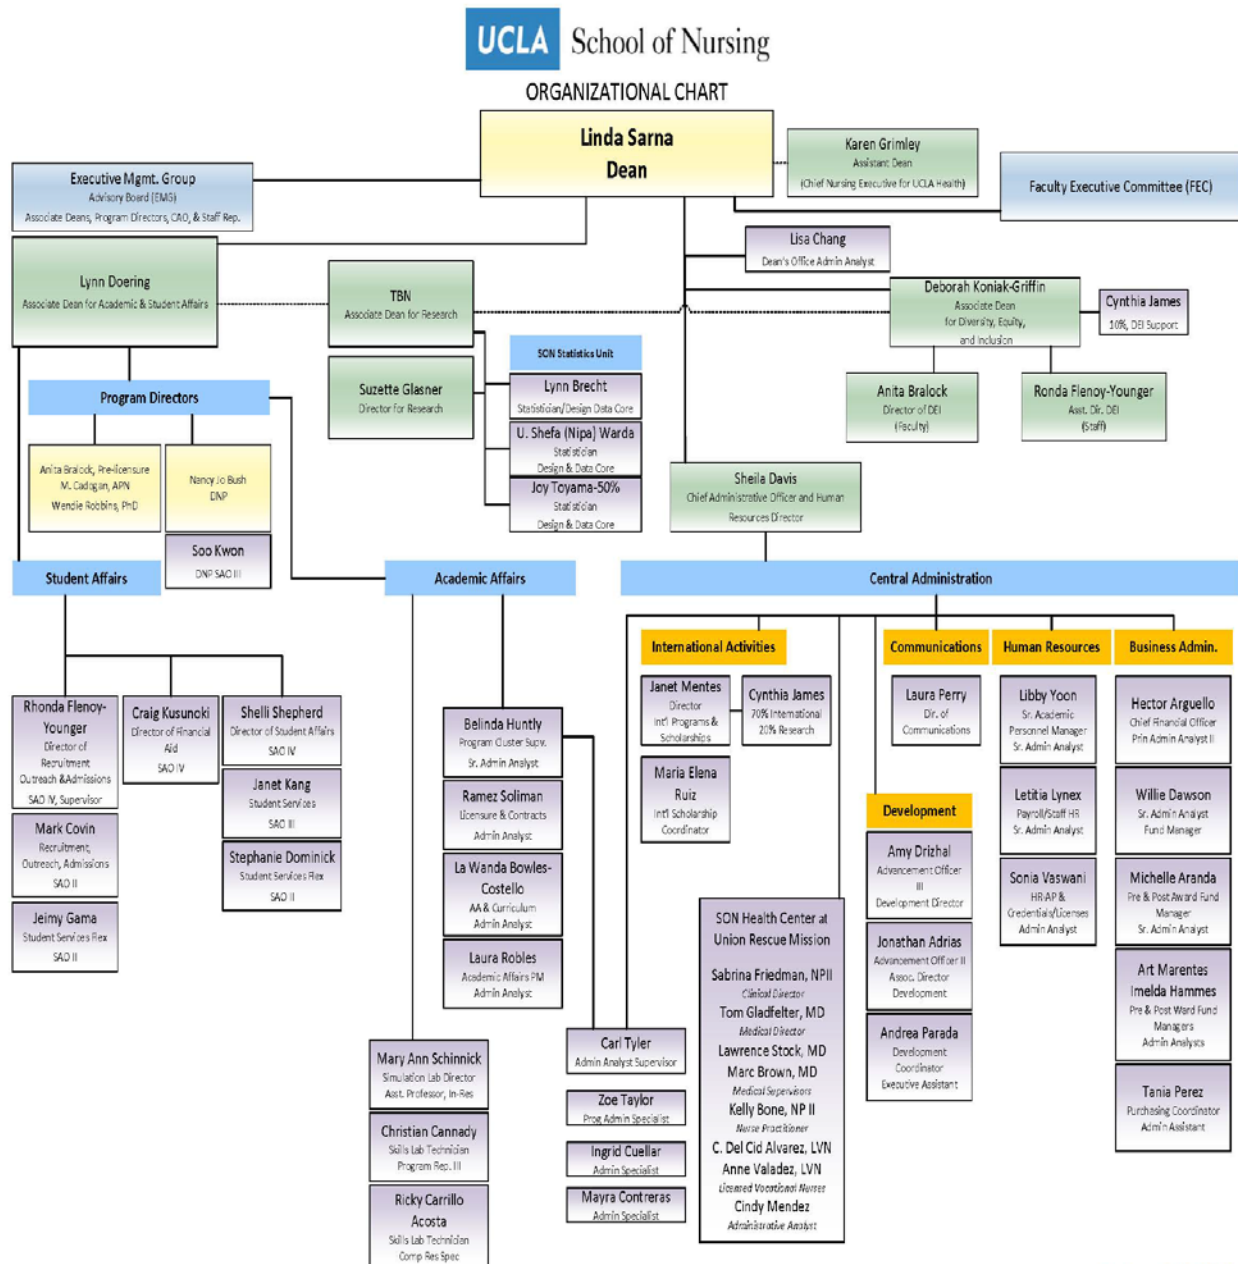 UCLA School of Nursing
ORGANIZATIONAL CHART
Linda Sarna
Dean
Karen Grimley
Assistant Dean
(Chief Nursing Executive for UCLA Health)
Executive Mgmt. Group
Advisory Board (EMG)
Associate Deans, Program Directors, CAO, & Staff Rep.
Faculty Executive Committee (FEC)
Lisa Chang
Dean's Office Admin Analyst
Lynn Doering
Associate Dean for Academic & Student Affairs
TBN
Associate Dean for Research
Deborah Koniak-Griffin
Associate Dean
for Diversity, Equity,
and Inclusion
Cynthia James
10%, DEI Support
SON Statistics Unit
Suzette Glasner
Director for Research
Lynn Brecht
Statistician/Design Data Core
U. Shefa (Nipa) Warda
Statistician
Design & Data Core
Joy Toyama-50%
Statistician
Design & Data Core
Anita Bralock
Director of DEI
(Faculty)
Ronda Flenoy-Younger
Asst. Dir. DEI
(Staff)
Program Directors
Anita Bralock, Pre-licensure
M. Cadogan, APN
Wendie Robbins, PhD
Nancy Jo Bush
DNP
Soo Kwon
DNP SAO III
Sheila Davis
Chief Administrative Officer and Human
Resources Director
Student Affairs
Academic Affairs
Central Administration
Rhonda Flenoy-
Younger
Director of
Recruitment
Outreach &Admissions
SAO IV, Supervisor
Mark Covin
Recruitment,
Outreach, Admissions
SAO II
Jeimy Gama
Student Services Flex
SAO II
Craig Kusunoki
Director of Financial
Aid
SAO IV
Shelli Shepherd
Director of Student Affairs
SAO IV
Janet Kang
Student Services
SAO III
Stephanie Dominick
Student Services Flex
SAO II
Belinda Huntly
Program Cluster Supv.
Sr. Admin Analyst
Ramez Soliman
Licensure & Contracts
Admin Analyst
La Wanda Bowles-
Costello
AA & Curriculum
Admin Analyst
Laura Robles
Academic Affairs PM
Admin Analyst
Mary Ann Schinnick
Simulation Lab Director
Asst. Professor, In-Res
Christian Cannady
Skills Lab Technician
Program Rep. III
Ricky Carrillo
Acosta
Skills Lab Technician
Comp Res Spec
Carl Tyler
Admin Analyst Supervisor
Zoe Taylor
Prog Admin Specialist
Ingrid Cuellar
Admin Specialist
Mayra Contreras
Admin Specialist
International Activities
Janet Mentes
Director
Int'l Programs &
Scholarships
Cynthia James
70% International
20% Research
Maria Elena
Ruiz
Int'l Scholarship
Coordinator
SON Health Center at
Union Rescue Mission
Sabrina Friedman, NPII
Clinical Director
Tom Gladfelter, MD
Medical Director
Lawrence Stock, MD
Marc Brown, MD
Medical Supervisors
Kelly Bone, NP II
Nurse Practitioner
C. Del Cid Alvarez, LVN
Anne Valadez, LVN
Licensed Vocational Nurses
Cindy Mendez
Administrative Analyst
Communications
Laura Perry
Dir. of
Communications
Development
Amy Drizhal
Advancement Officer
III
Development Director
Jonathan Adrias
Advancement Officer II
Assoc. Director
Development
Andrea Parada
Development
Coordinator
Executive Assistant
Human Resources
Libby Yoon
Sr. Academic
Personnel Manager
Sr. Admin Analyst
Letitia Lynex
Payroll/Staff HR
Sr. Admin Analyst
Sonia Vaswani
HR-AP &
Credentials/Licenses
Admin Analyst
Business Admin.
Hector Arguello
Chief Financial Officer
Prin Admin Analyst II
Willie Dawson
Sr. Admin Analyst
Fund Manager
Michelle Aranda
Pre & Post Award Fund
Manager
Sr. Admin Analyst
Art Marentes
Imelda Hammes
Pre & Post Ward Fund
Managers
Admin Analysts
Tania Perez
Purchasing Coordinator
Admin Assistant